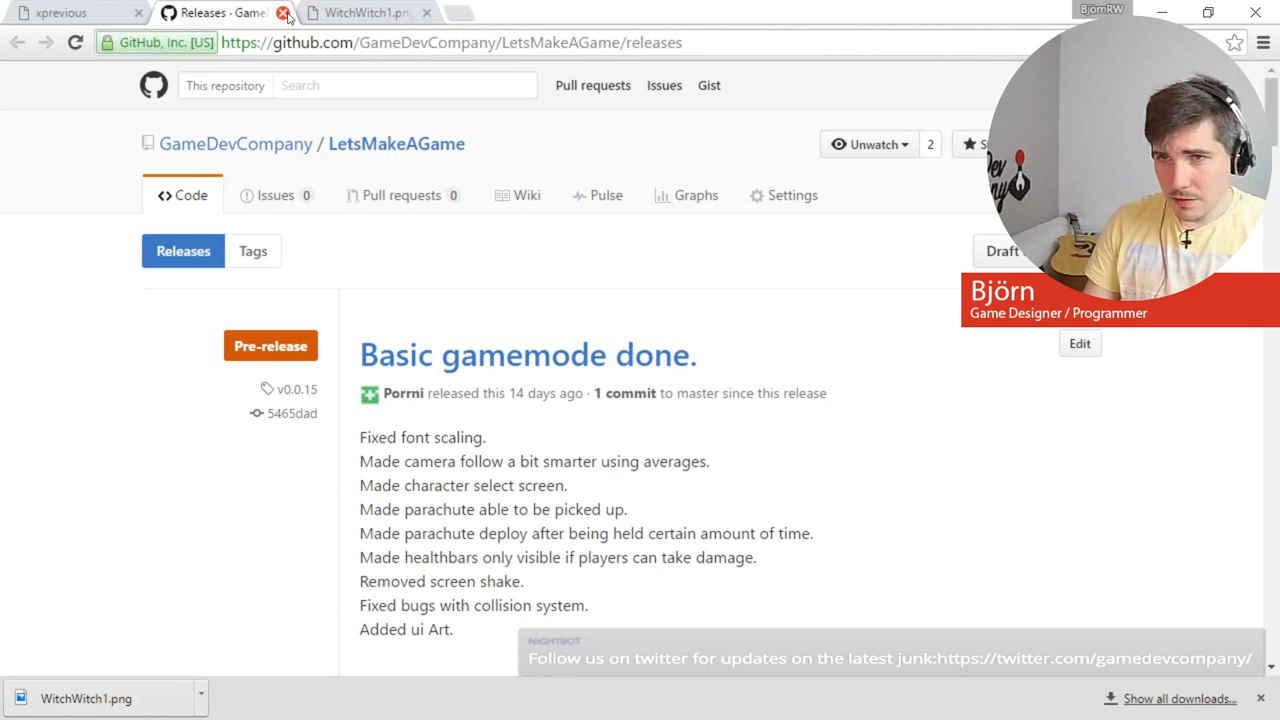 xprevious
Releases · Game
WitchWitch1.pn
BjörnRW
GitHub, Inc. [US]
https://github.com/GameDevCompany/LetsMakeAGame/releases
This repository
Search
Pull requests
Issues
Gist
GameDevCompany / LetsMakeAGame
Unwatch
2
S
Code
Issues 0
Pull requests 0
Wiki
Pulse
Graphs
Settings
Releases
Tags
Draft
Björn
Game Designer / Programmer
Pre-release
Basic gamemode done.
Edit
v0.0.15
Porrni released this 14 days ago · 1 commit to master since this release
5465dad
Fixed font scaling.
Made camera follow a bit smarter using averages.
Made character select screen.
Made parachute able to be picked up.
Made parachute deploy after being held certain amount of time.
Made healthbars only visible if players can take damage.
Removed screen shake.
Fixed bugs with collision system.
Added ui Art.
NIGHTBOT
Follow us on twitter for updates on the latest junk:https://twitter.com/gamedevcompany/
WitchWitch1.png
Show all downloads...